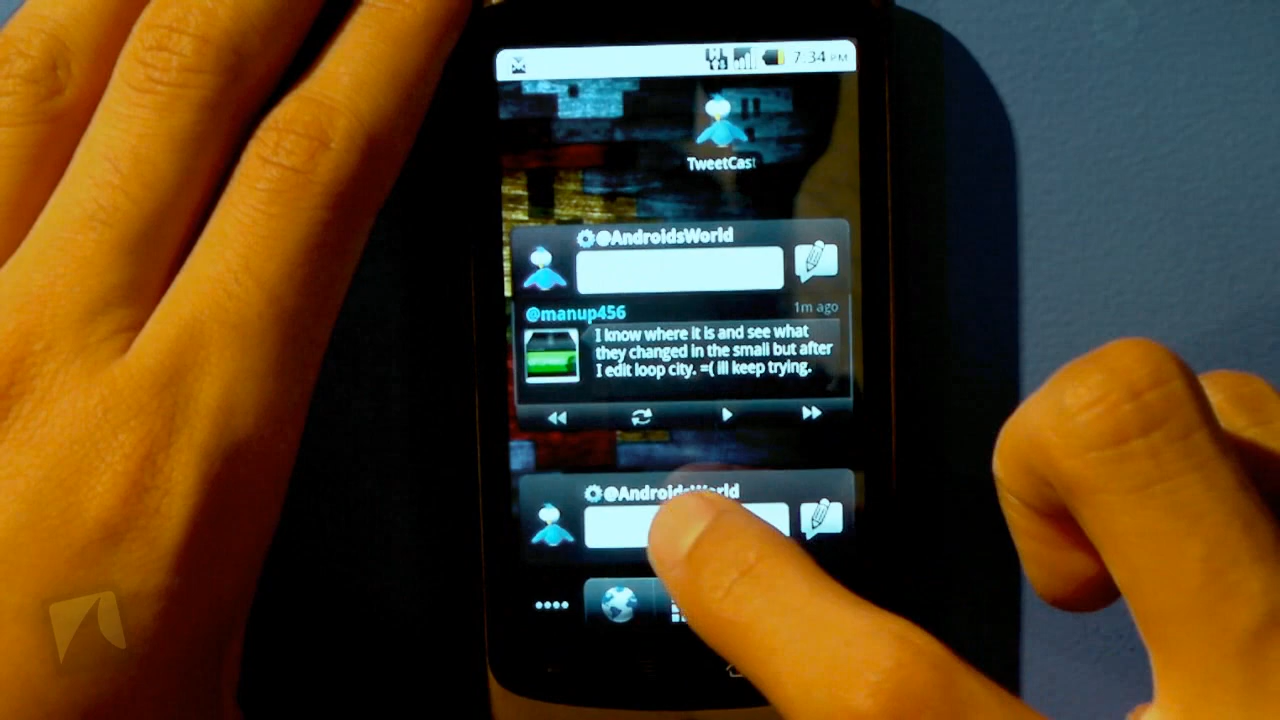 7:34 PM
TweetCast
@AndroidsWorld
@manup456
1m ago
I know where it is and see what
they changed in the small but after
I edit loop city. =( ill keep trying.
@AndroidsWorld